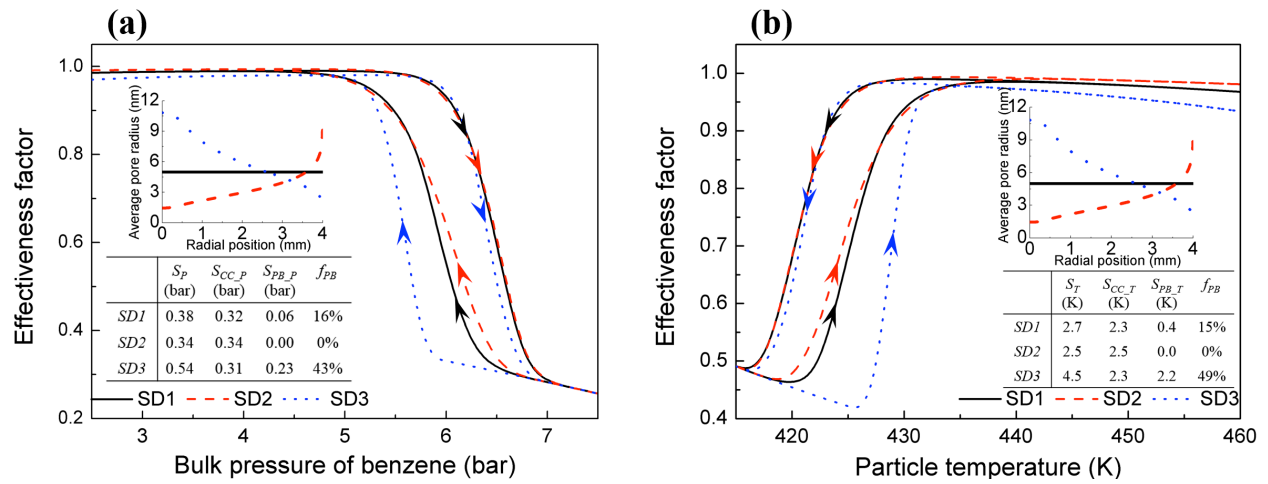 (a)
Effectiveness factor
1.0
0.8
0.6
0.4
0.2
Average pore radius (nm)
12
9
6
3
0
0 1 2 3 4
Radial position (mm)
S_P S_CC_P S_PB_P f_PB
(bar) (bar) (bar)
SD1 0.38 0.32 0.06 16%
SD2 0.34 0.34 0.00 0%
SD3 0.54 0.31 0.23 43%
SD1 SD2 SD3
3 4 5 6 7
Bulk pressure of benzene (bar)
(b)
Effectiveness factor
1.0
0.9
0.8
0.7
0.6
0.5
0.4
Average pore radius (nm)
12
9
6
3
0
0 1 2 3 4
Radial position (mm)
S_T S_CC_T S_PB_T f_PB
(K) (K) (K)
SD1 2.7 2.3 0.4 15%
SD2 2.5 2.5 0.0 0%
SD3 4.5 2.3 2.2 49%
SD1 SD2 SD3
420 430 440 450 460
Particle temperature (K)